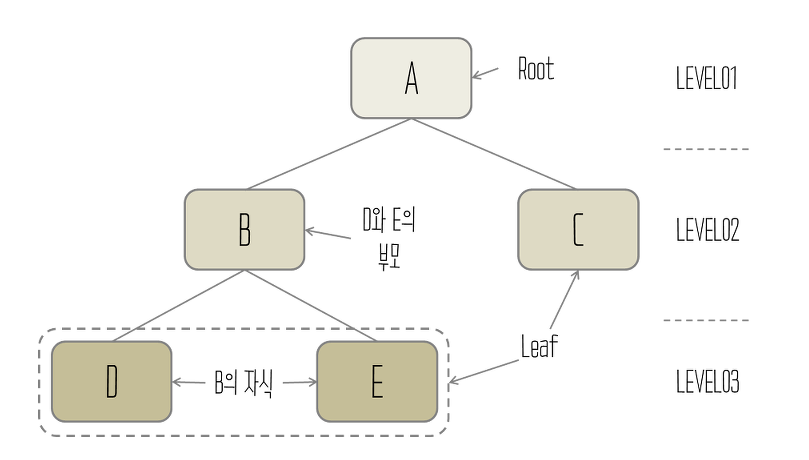 A
Root
LEVEL01
B
D와 E의
부모
C
LEVEL02
Leaf
D
B의 자식
E
LEVEL03